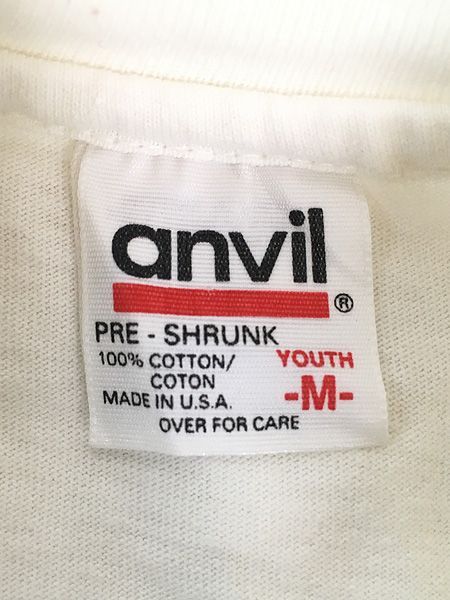 anvil®
PRE - SHRUNK
100% COTTON/
COTON
MADE IN U.S.A.
YOUTH
-M-
OVER FOR CARE